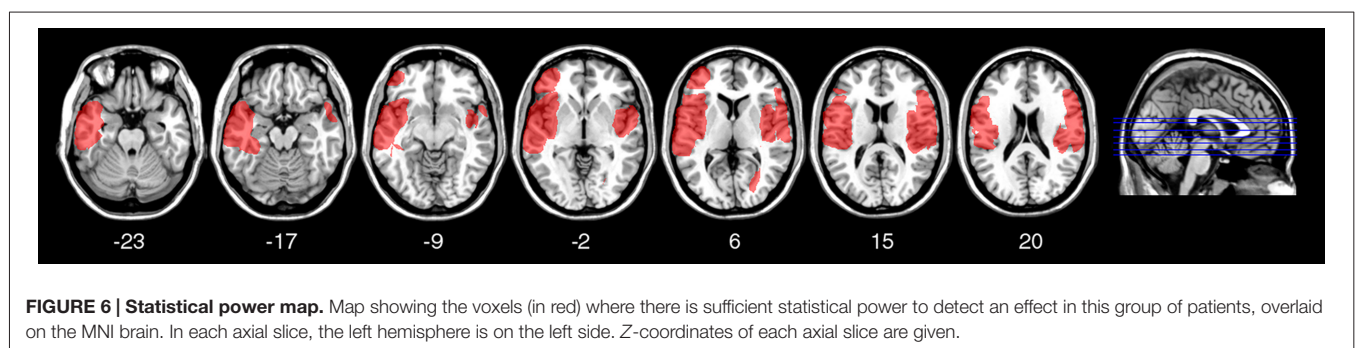 -23 -17 -9 -2 6 15 20
FIGURE 6 | Statistical power map. Map showing the voxels (in red) where there is sufficient statistical power to detect an effect in this group of patients, overlaid
on the MNI brain. In each axial slice, the left hemisphere is on the left side. Z-coordinates of each axial slice are given.